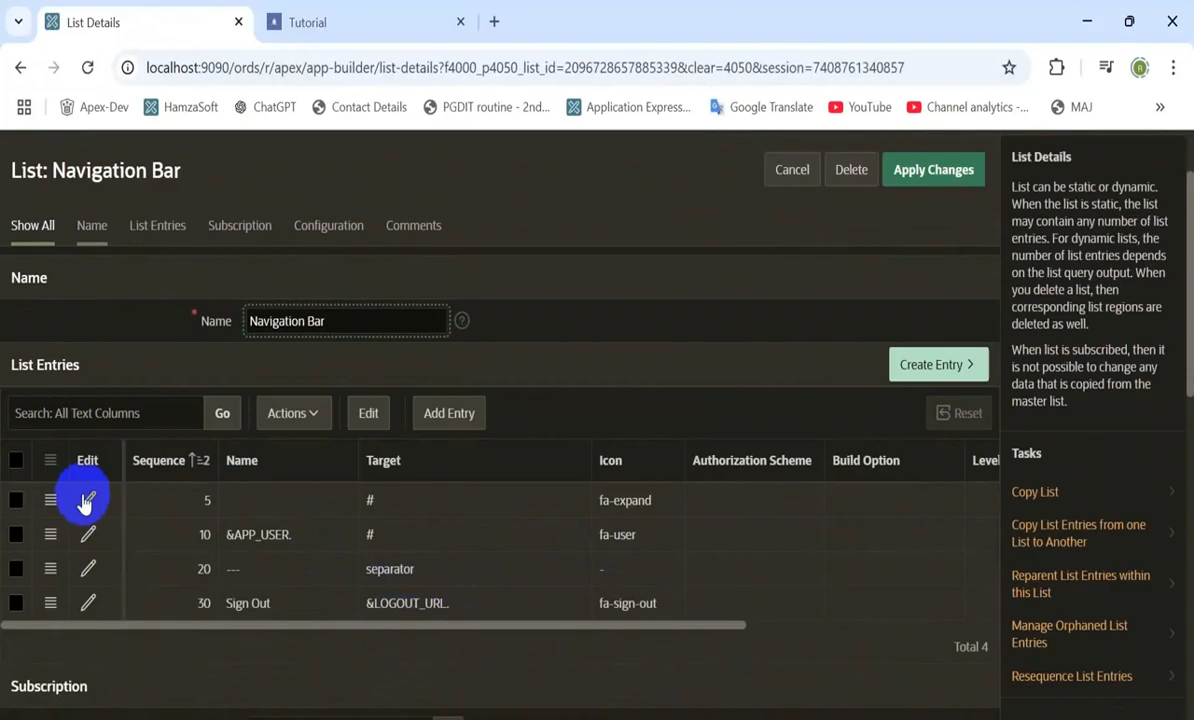 List Details
Tutorial
localhost:9090/ords/r/apex/app-builder/list-details?f4000_p4050_list_id=2096728657885339&clear=4050&session=7408761340857
R
Apex-Dev
HamzaSoft
ChatGPT
Contact Details
PGDIT routine - 2nd...
Application Express...
Google Translate
YouTube
Channel analytics -...
MAJ
List: Navigation Bar
Cancel
Delete
Apply Changes
Show All
Name
List Entries
Subscription
Configuration
Comments
Name
* Name
Navigation Bar
?
List Entries
Create Entry >
Search: All Text Columns
Go
Actions
Edit
Add Entry
Reset
Edit Sequence 2 Name Target Icon Authorization Scheme Build Option Level
5 # fa-expand
10 &APP_USER. # fa-user
20 --- separator -
30 Sign Out &LOGOUT_URL. fa-sign-out
Total 4
Subscription
List Details
List can be static or dynamic.
When the list is static, the list
may contain any number of list
entries. For dynamic lists, the
number of list entries depends
on the list query output. When
you delete a list, then
corresponding list regions are
deleted as well.
When list is subscribed, then it
is not possible to change any
data that is copied from the
master list.
Tasks
Copy List
Copy List Entries from one
List to Another
Reparent List Entries within
this List
Manage Orphaned List
Entries
Resequence List Entries